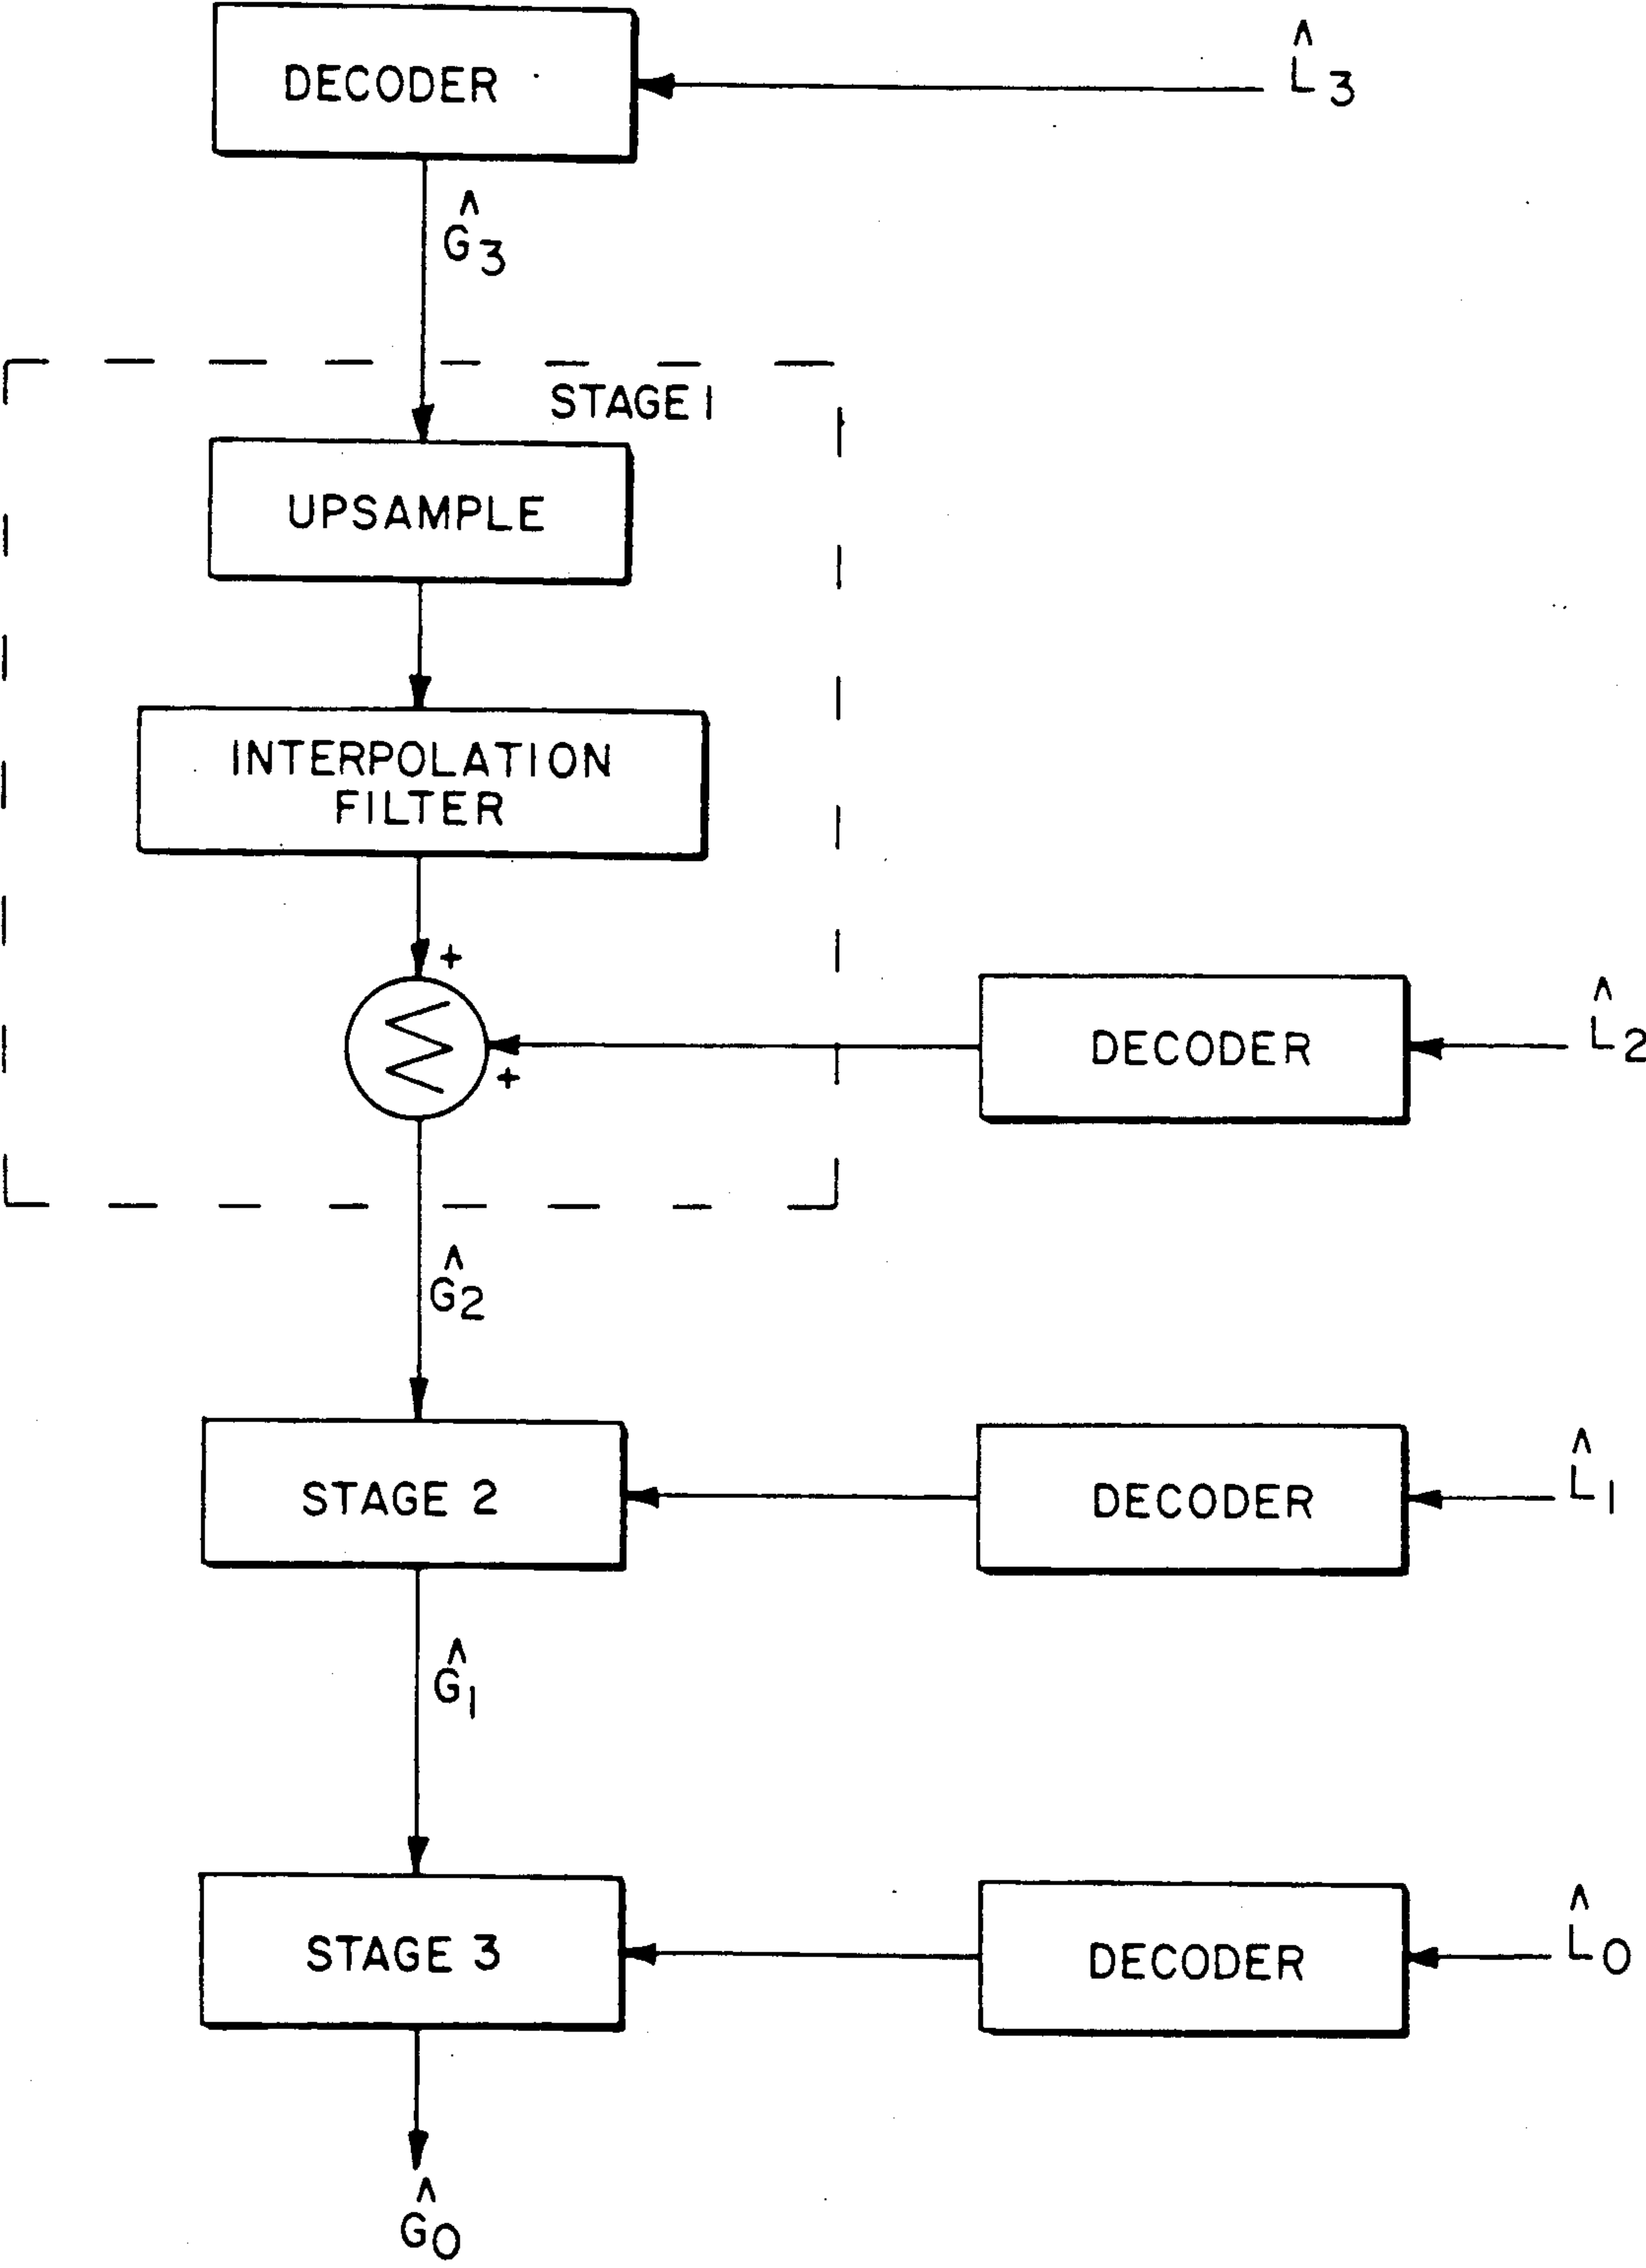 DECODER
L̂3
Ĝ3
STAGE 1
UPSAMPLE
INTERPOLATION
FILTER
+
Σ
+
DECODER
L̂2
Ĝ2
STAGE 2
DECODER
L̂1
Ĝ1
STAGE 3
DECODER
L̂0
Ĝ0